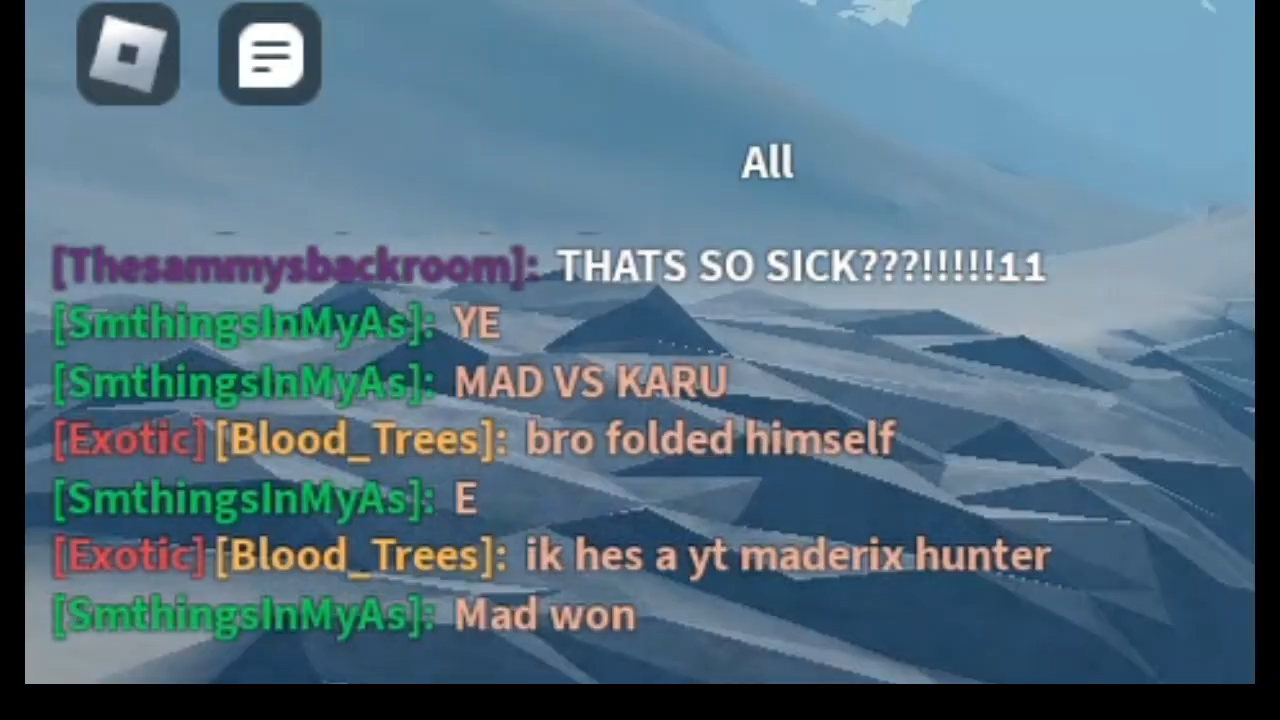 All
[Thesammysbackroom]: THATS SO SICK???!!!!!11
[SmthingsInMyAs]: YE
[SmthingsInMyAs]: MAD VS KARU
[Exotic] [Blood_Trees]: bro folded himself
[SmthingsInMyAs]: E
[Exotic] [Blood_Trees]: ik hes a yt maderix hunter
[SmthingsInMyAs]: Mad won